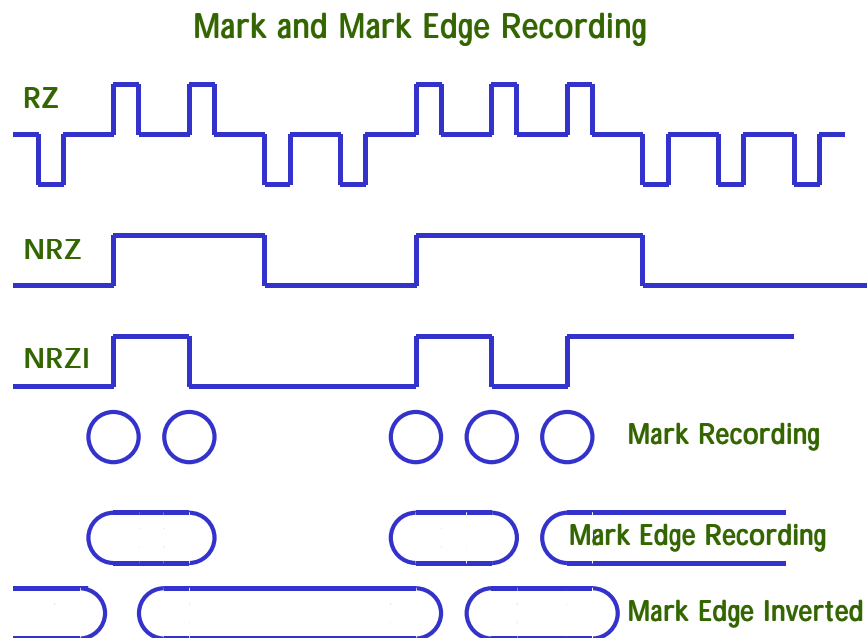 Mark and Mark Edge Recording
RZ
NRZ
NRZI
Mark Recording
Mark Edge Recording
Mark Edge Inverted